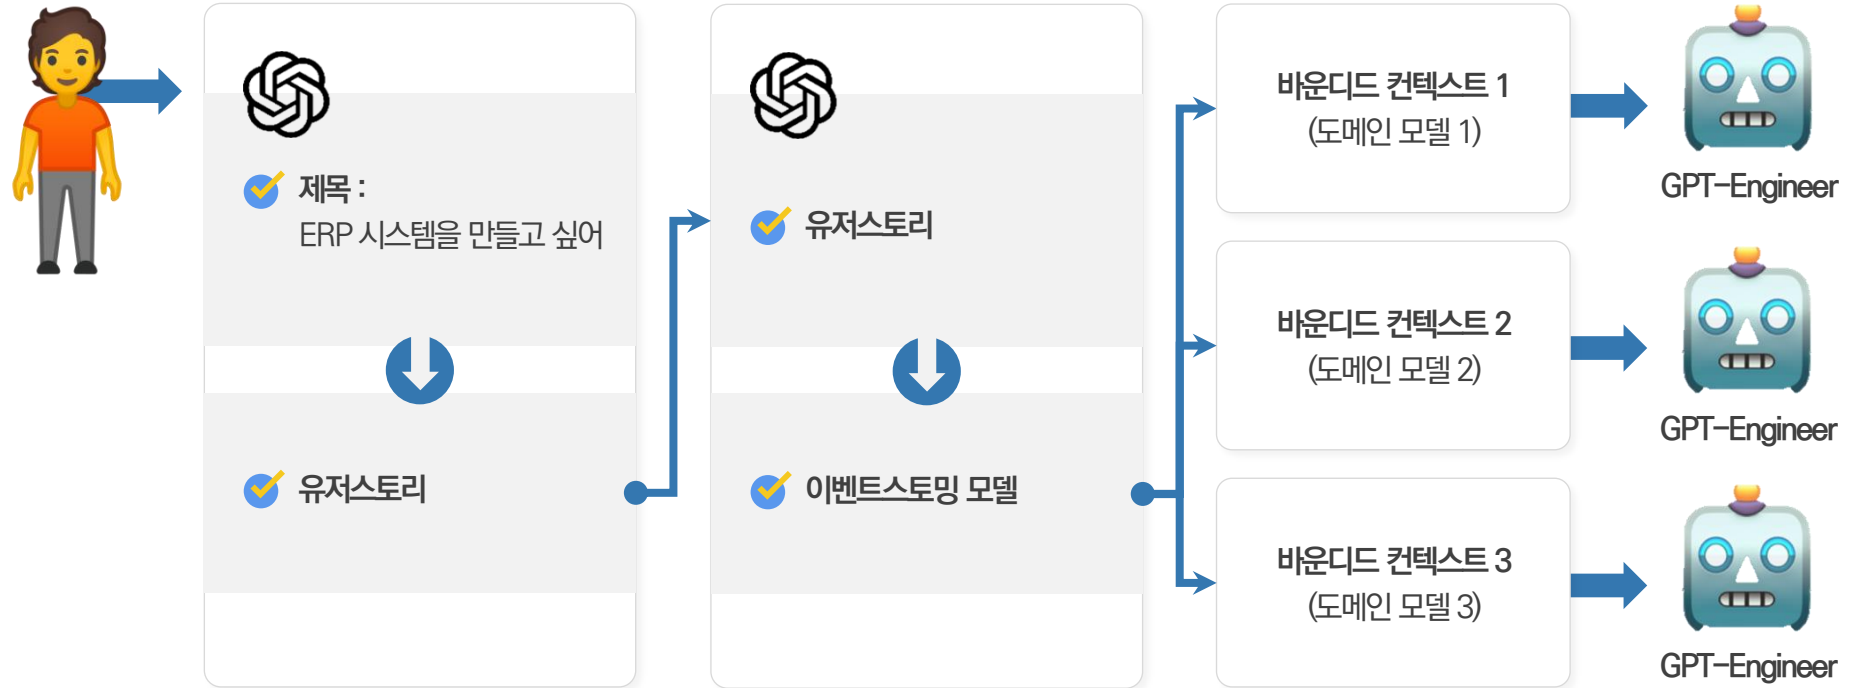 제목 :
ERP 시스템을 만들고 싶어
유저스토리
유저스토리
이벤트스토밍 모델
바운디드 컨텍스트 1
(도메인 모델 1)
GPT-Engineer
바운디드 컨텍스트 2
(도메인 모델 2)
GPT-Engineer
바운디드 컨텍스트 3
(도메인 모델 3)
GPT-Engineer